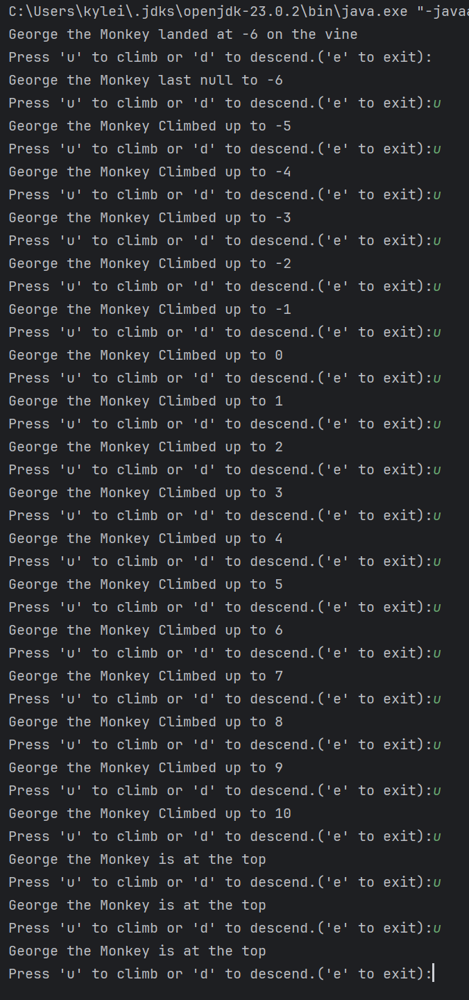 C:\Users\kylei\.jdks\openjdk-23.0.2\bin\java.exe "-java
George the Monkey landed at -6 on the vine
Press 'u' to climb or 'd' to descend.('e' to exit):
George the Monkey last null to -6
Press 'u' to climb or 'd' to descend.('e' to exit):u
George the Monkey Climbed up to -5
Press 'u' to climb or 'd' to descend.('e' to exit):u
George the Monkey Climbed up to -4
Press 'u' to climb or 'd' to descend.('e' to exit):u
George the Monkey Climbed up to -3
Press 'u' to climb or 'd' to descend.('e' to exit):u
George the Monkey Climbed up to -2
Press 'u' to climb or 'd' to descend.('e' to exit):u
George the Monkey Climbed up to -1
Press 'u' to climb or 'd' to descend.('e' to exit):u
George the Monkey Climbed up to 0
Press 'u' to climb or 'd' to descend.('e' to exit):u
George the Monkey Climbed up to 1
Press 'u' to climb or 'd' to descend.('e' to exit):u
George the Monkey Climbed up to 2
Press 'u' to climb or 'd' to descend.('e' to exit):u
George the Monkey Climbed up to 3
Press 'u' to climb or 'd' to descend.('e' to exit):u
George the Monkey Climbed up to 4
Press 'u' to climb or 'd' to descend.('e' to exit):u
George the Monkey Climbed up to 5
Press 'u' to climb or 'd' to descend.('e' to exit):u
George the Monkey Climbed up to 6
Press 'u' to climb or 'd' to descend.('e' to exit):u
George the Monkey Climbed up to 7
Press 'u' to climb or 'd' to descend.('e' to exit):u
George the Monkey Climbed up to 8
Press 'u' to climb or 'd' to descend.('e' to exit):u
George the Monkey Climbed up to 9
Press 'u' to climb or 'd' to descend.('e' to exit):u
George the Monkey Climbed up to 10
Press 'u' to climb or 'd' to descend.('e' to exit):u
George the Monkey is at the top
Press 'u' to climb or 'd' to descend.('e' to exit):u
George the Monkey is at the top
Press 'u' to climb or 'd' to descend.('e' to exit):u
George the Monkey is at the top
Press 'u' to climb or 'd' to descend.('e' to exit):